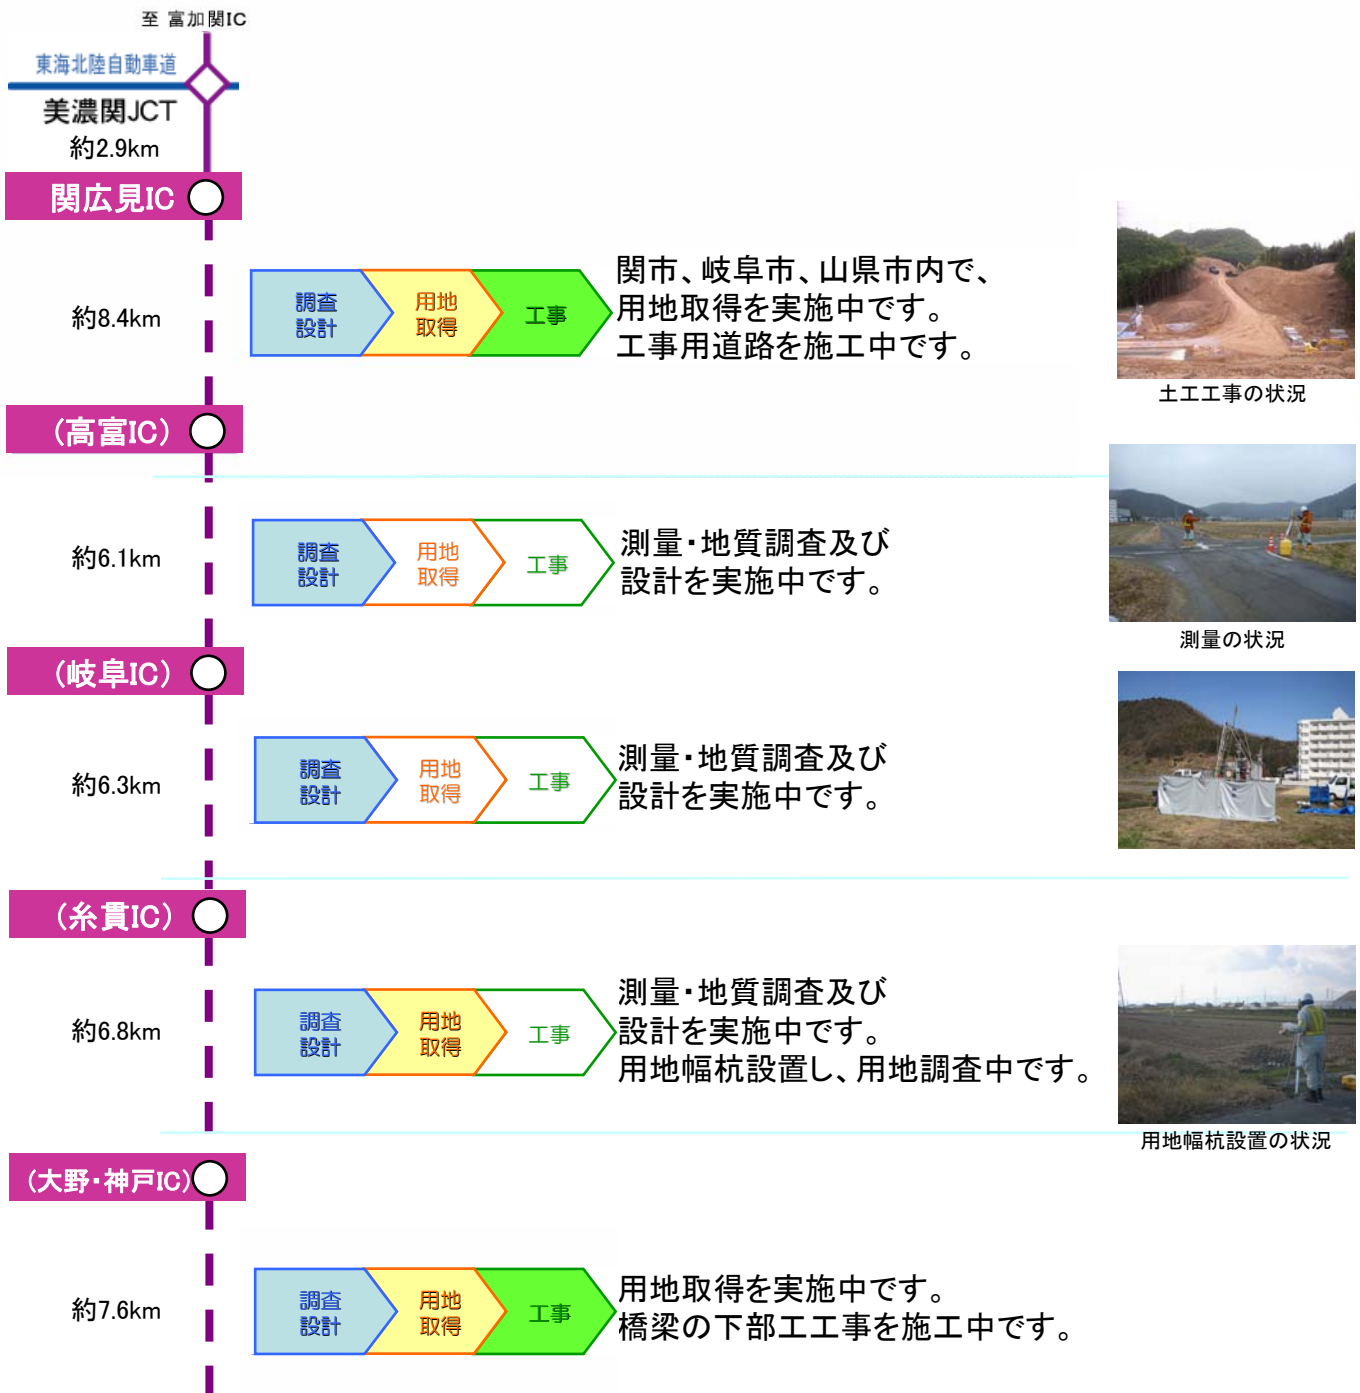 至 富加関IC
東海北陸自動車道
美濃関JCT
約2.9km
関広見IC
約8.4km
調査
設計
用地
取得
工事
関市、岐阜市、山県市内で、
用地取得を実施中です。
工事用道路を施工中です。
土工工事の状況
(高富IC)
約6.1km
調査
設計
用地
取得
工事
測量・地質調査及び
設計を実施中です。
測量の状況
(岐阜IC)
約6.3km
調査
設計
用地
取得
工事
測量・地質調査及び
設計を実施中です。
(糸貫IC)
約6.8km
調査
設計
用地
取得
工事
測量・地質調査及び
設計を実施中です。
用地幅杭設置し、用地調査中です。
用地幅杭設置の状況
(大野・神戸IC)
約7.6km
調査
設計
用地
取得
工事
用地取得を実施中です。
橋梁の下部工工事を施工中です。